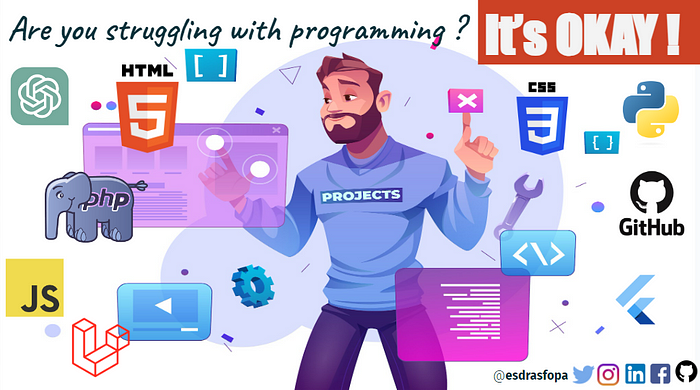 Are you struggling with programming ?
It's OKAY !
HTML
5
[ ]
CSS
3
[ ]
php
PROJECTS
GitHub
JS
</>
@esdrasfopa